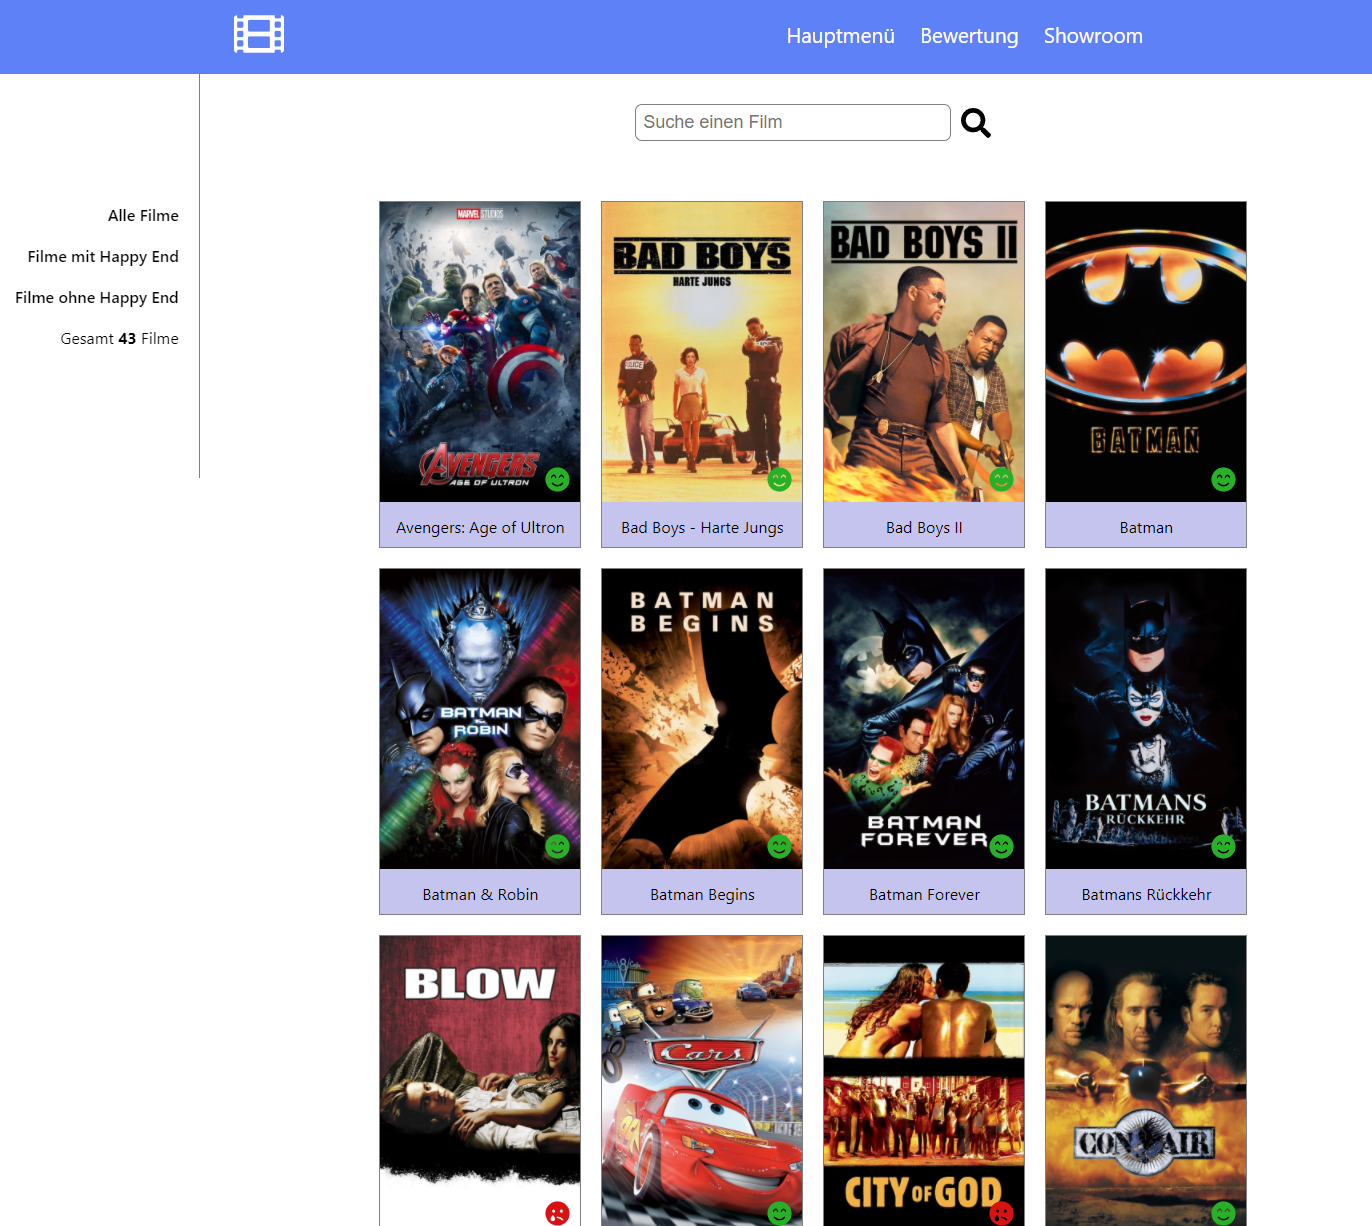 Hauptmenü Bewertung Showroom
Suche einen Film
Alle Filme
Filme mit Happy End
Filme ohne Happy End
Gesamt 43 Filme
MARVEL STUDIOS
AVENGERS
AGE OF ULTRON
BAD BOYS
HARTE JUNGS
POLICE
BAD BOYS II
BATMAN
Avengers: Age of Ultron
Bad Boys - Harte Jungs
Bad Boys II
Batman
BATMAN
&
ROBIN
BATMAN
BEGINS
BATMAN
FOREVER
BATMANS
RÜCKKEHR
Batman & Robin
Batman Begins
Batman Forever
Batmans Rückkehr
BLOW
Cars
95
CITY OF GOD
CON AIR